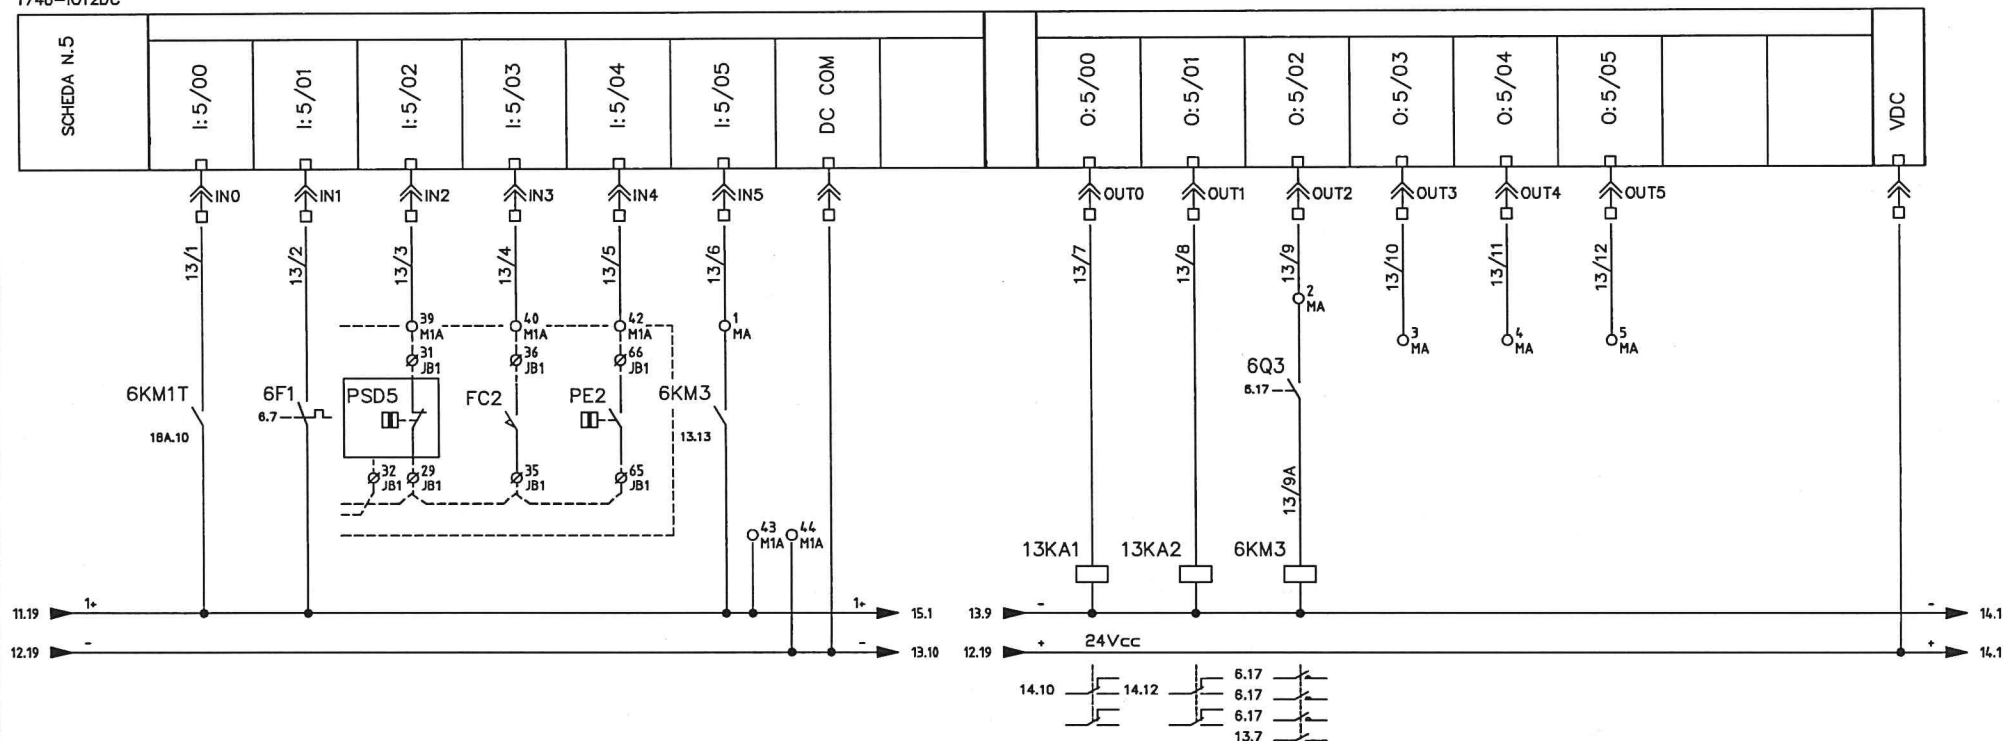 SCHEDA N.5
I:5/00
I:5/01
I:5/02
I:5/03
I:5/04
I:5/05
DC COM
O:5/00
O:5/01
O:5/02
O:5/03
O:5/04
O:5/05
VDC
IN0
IN1
IN2
IN3
IN4
IN5
OUT0
OUT1
OUT2
OUT3
OUT4
OUT5
13/1
13/2
13/3
13/4
13/5
13/6
13/7
13/8
13/9
13/10
13/11
13/12
39
M1A
40
M1A
42
M1A
1
MA
2
MA
3
MA
4
MA
5
MA
31
JB1
36
JB1
66
JB1
6KM1T
18A.10
6F1
6.7
PSD5
FC2
PE2
6KM3
13.13
6Q3
6.17
32
JB1
29
JB1
35
JB1
65
JB1
13/9A
43
M1A
44
M1A
13KA1
13KA2
6KM3
11.19
1+
1+
15.1
13.9
-
-
14.1
12.19
-
-
13.10
12.19
+
24Vcc
+
14.1
14.10
14.12
6.17
6.17
6.17
13.7